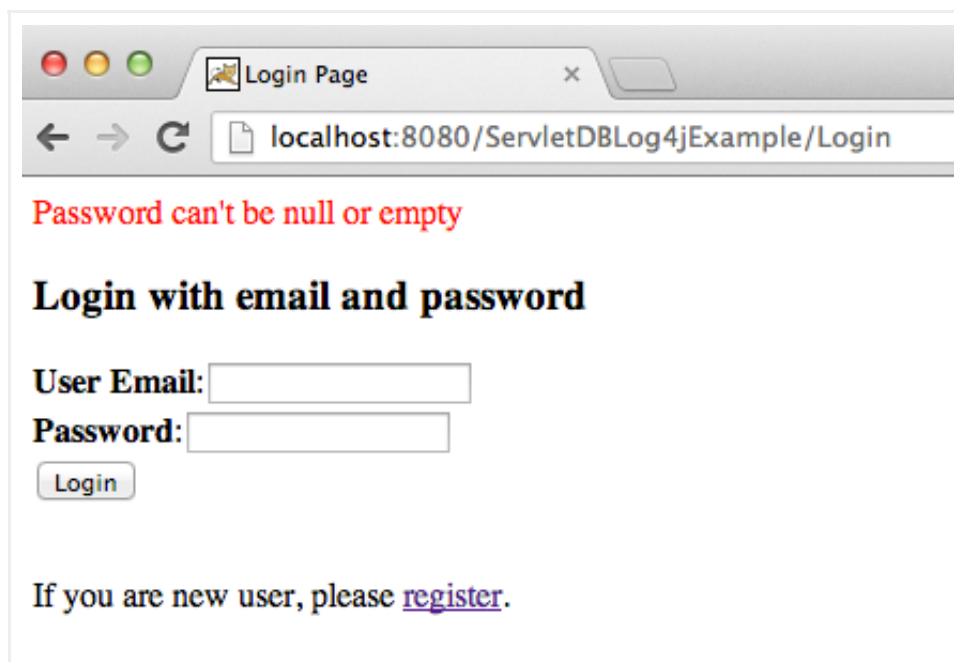 Login Page
localhost:8080/ServletDBLog4jExample/Login
Password can't be null or empty
Login with email and password
User Email:
Password:
Login
If you are new user, please register.